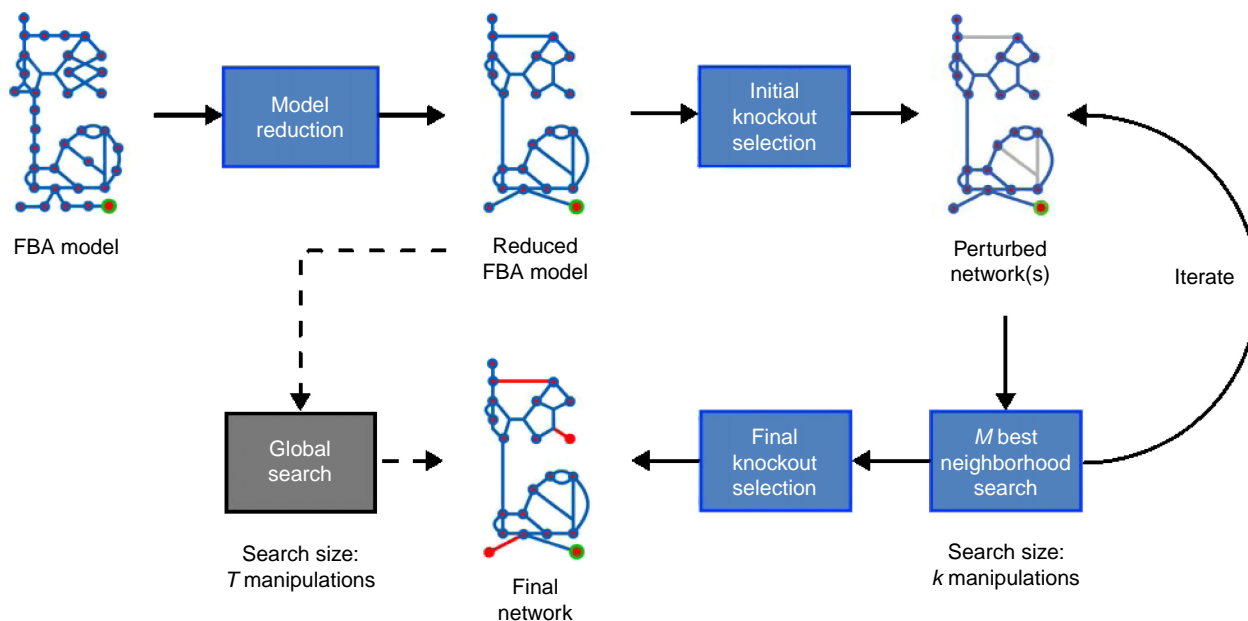 Model
reduction
Initial
knockout
selection
FBA model
Reduced
FBA model
Perturbed
network(s)
Iterate
Global
search
Final
knockout
selection
M best
neighborhood
search
Search size:
T manipulations
Final
network
Search size:
k manipulations